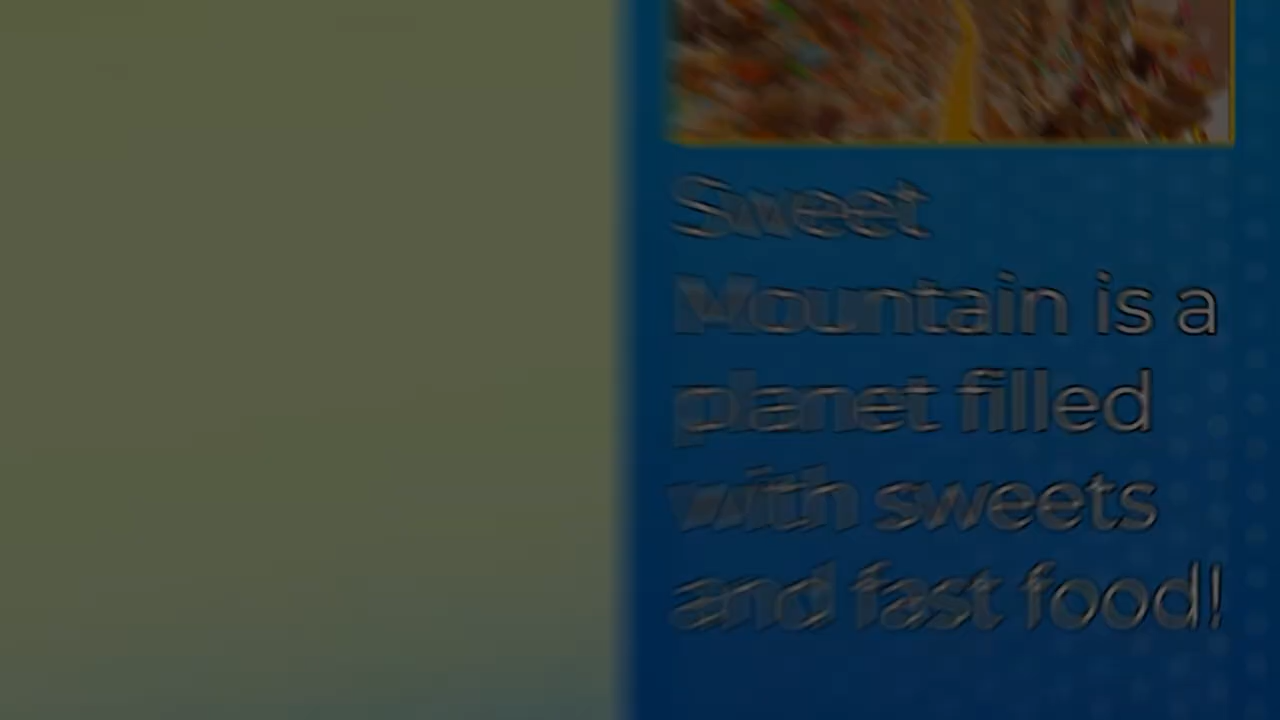 Sweet
Mountain is a
planet filled
with sweets
and fast food!